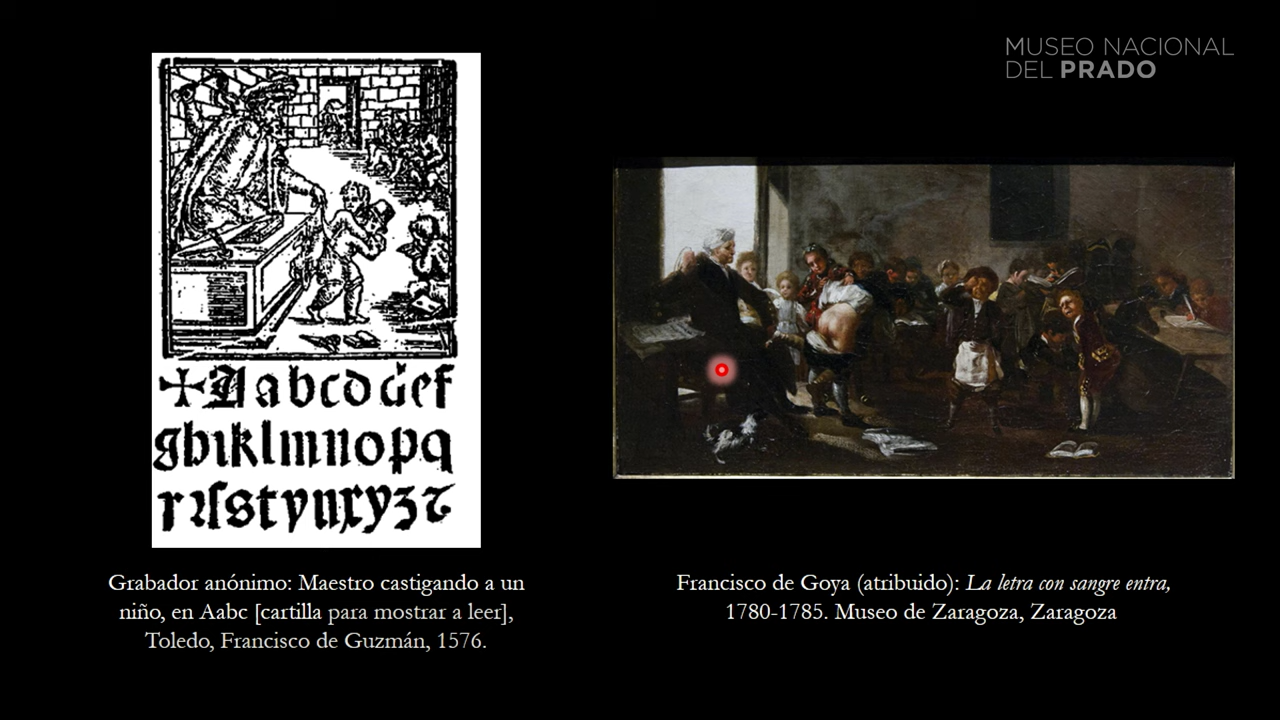 MUSEO NACIONAL
DEL PRADO
A a b c d d e f
g h i k l m n o p q
r ꝛ ſ s t v u x y z
Grabador anónimo: Maestro castigando a un
niño, en Aabc [cartilla para mostrar a leer],
Toledo, Francisco de Guzmán, 1576.
Francisco de Goya (atribuido): La letra con sangre entra,
1780-1785. Museo de Zaragoza, Zaragoza